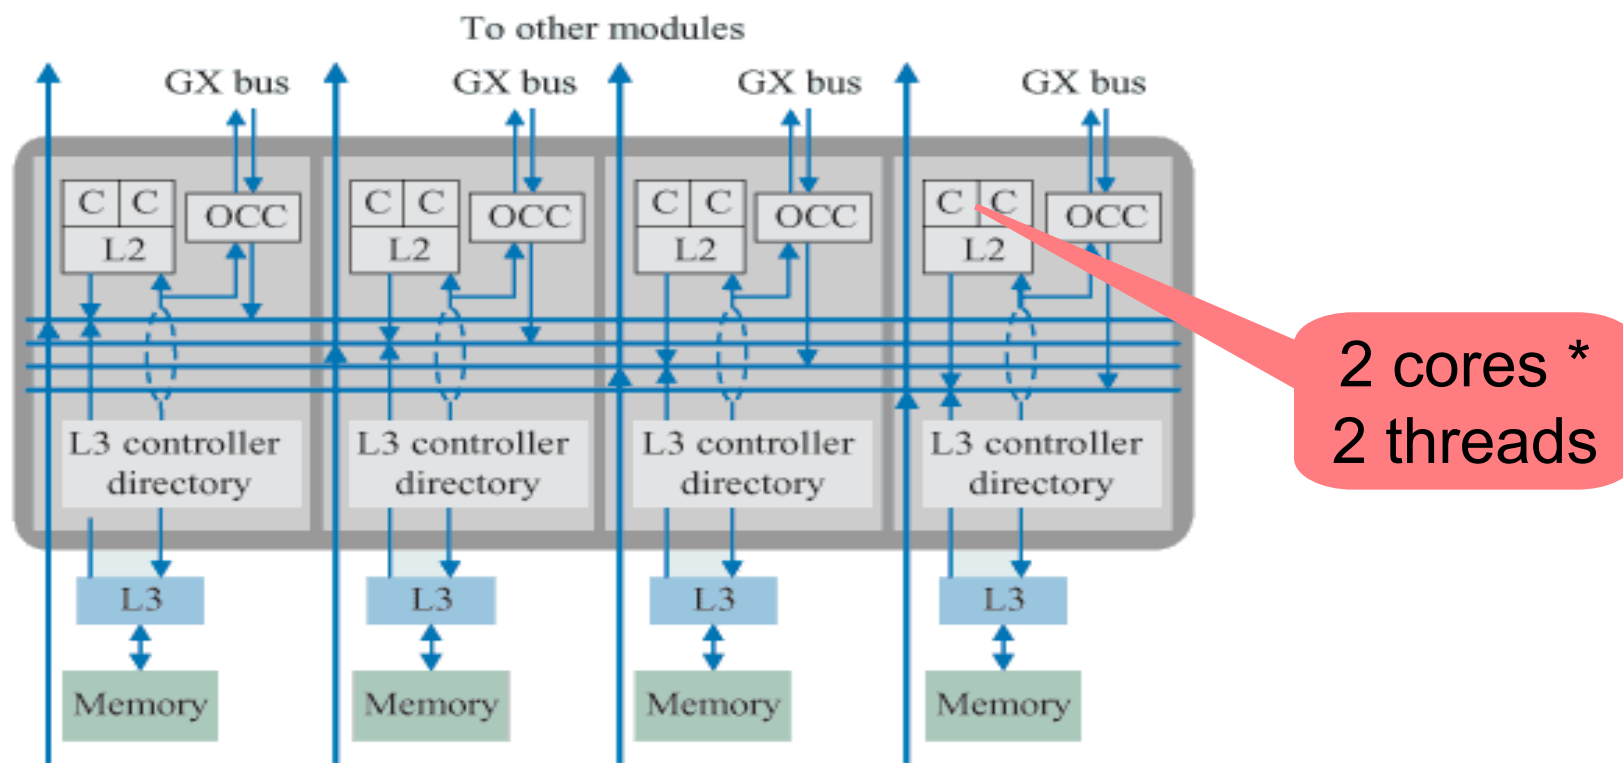 To other modules
GX bus GX bus GX bus GX bus
C C OCC C C OCC C C OCC C C OCC
L2 L2 L2 L2
2 cores *
2 threads
L3 controller L3 controller L3 controller L3 controller
directory directory directory directory
L3 L3 L3 L3
Memory Memory Memory Memory